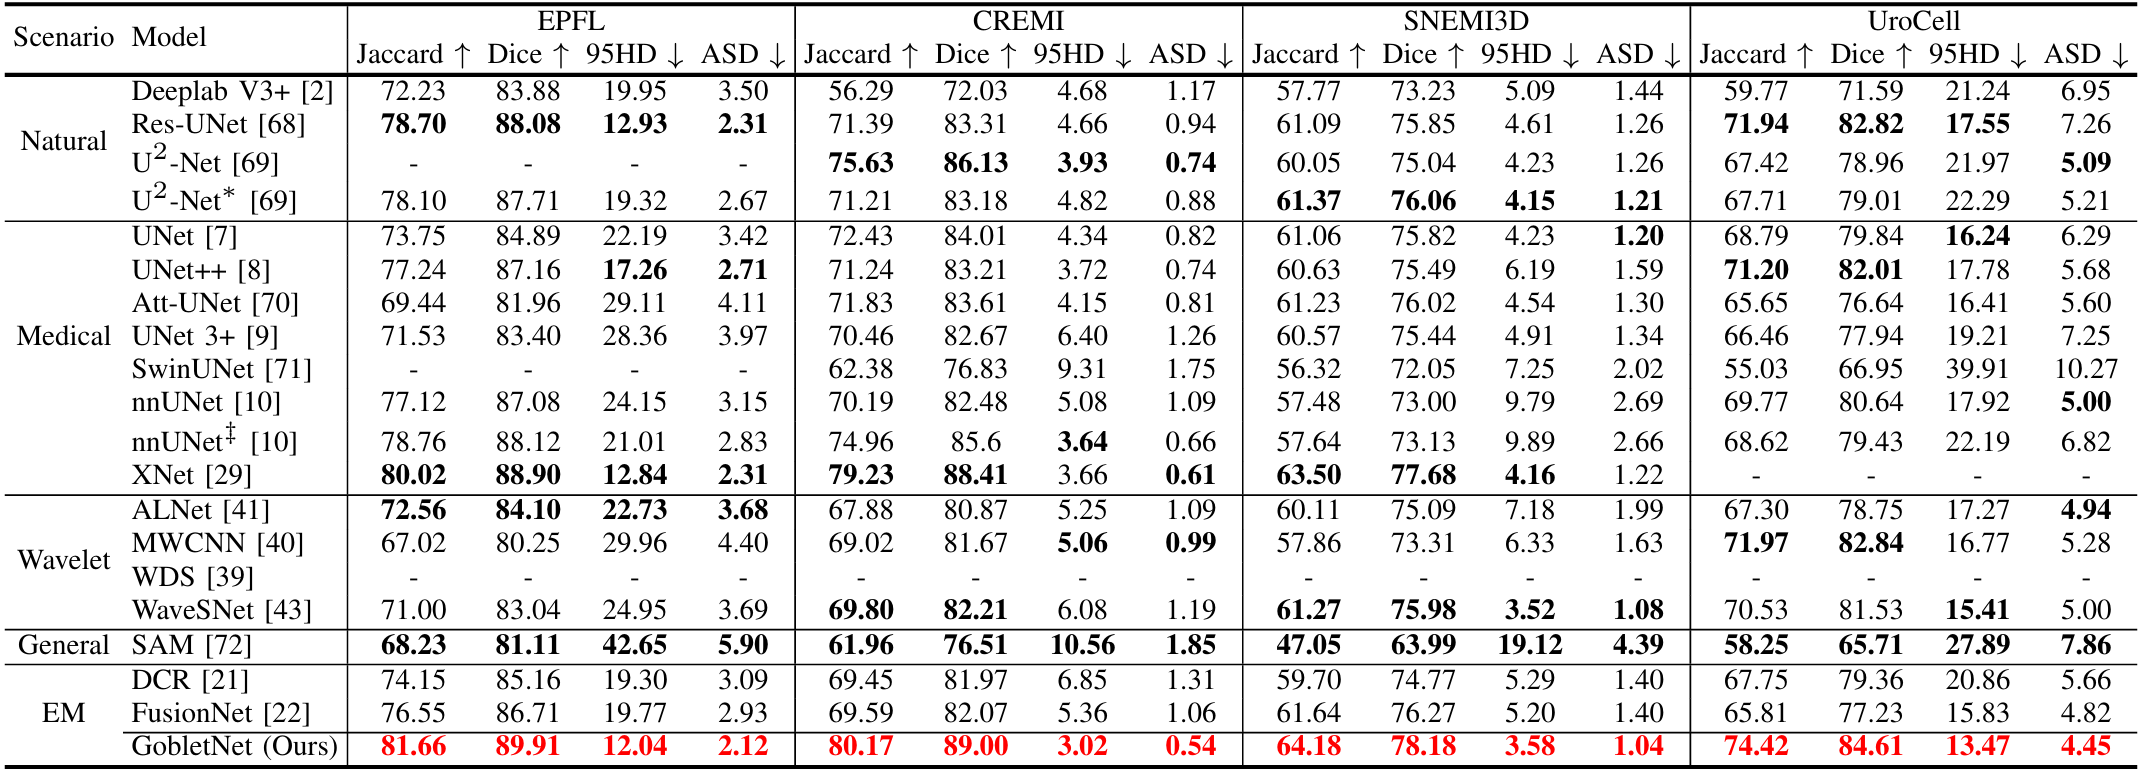 EPFL CREMI SNEMI3D UroCell
Scenario Model
Jaccard ↑ Dice ↑ 95HD ↓ ASD ↓ Jaccard ↑ Dice ↑ 95HD ↓ ASD ↓ Jaccard ↑ Dice ↑ 95HD ↓ ASD ↓ Jaccard ↑ Dice ↑ 95HD ↓ ASD ↓
Natural
Deeplab V3+ [2] 72.23 83.88 19.95 3.50 56.29 72.03 4.68 1.17 57.77 73.23 5.09 1.44 59.77 71.59 21.24 6.95
Res-UNet [68] 78.70 88.08 12.93 2.31 71.39 83.31 4.66 0.94 61.09 75.85 4.61 1.26 71.94 82.82 17.55 7.26
U²-Net [69] - - - - 75.63 86.13 3.93 0.74 60.05 75.04 4.23 1.26 67.42 78.96 21.97 5.09
U²-Net* [69] 78.10 87.71 19.32 2.67 71.21 83.18 4.82 0.88 61.37 76.06 4.15 1.21 67.71 79.01 22.29 5.21
Medical
UNet [7] 73.75 84.89 22.19 3.42 72.43 84.01 4.34 0.82 61.06 75.82 4.23 1.20 68.79 79.84 16.24 6.29
UNet++ [8] 77.24 87.16 17.26 2.71 71.24 83.21 3.72 0.74 60.63 75.49 6.19 1.59 71.20 82.01 17.78 5.68
Att-UNet [70] 69.44 81.96 29.11 4.11 71.83 83.61 4.15 0.81 61.23 76.02 4.54 1.30 65.65 76.64 16.41 5.60
UNet 3+ [9] 71.53 83.40 28.36 3.97 70.46 82.67 6.40 1.26 60.57 75.44 4.91 1.34 66.46 77.94 19.21 7.25
SwinUNet [71] - - - - 62.38 76.83 9.31 1.75 56.32 72.05 7.25 2.02 55.03 66.95 39.91 10.27
nnUNet [10] 77.12 87.08 24.15 3.15 70.19 82.48 5.08 1.09 57.48 73.00 9.79 2.69 69.77 80.64 17.92 5.00
nnUNet‡ [10] 78.76 88.12 21.01 2.83 74.96 85.6 3.64 0.66 57.64 73.13 9.89 2.66 68.62 79.43 22.19 6.82
XNet [29] 80.02 88.90 12.84 2.31 79.23 88.41 3.66 0.61 63.50 77.68 4.16 1.22 - - - -
Wavelet
ALNet [41] 72.56 84.10 22.73 3.68 67.88 80.87 5.25 1.09 60.11 75.09 7.18 1.99 67.30 78.75 17.27 4.94
MWCNN [40] 67.02 80.25 29.96 4.40 69.02 81.67 5.06 0.99 57.86 73.31 6.33 1.63 71.97 82.84 16.77 5.28
WDS [39] - - - - - - - - - - - - - - - -
WaveSNet [43] 71.00 83.04 24.95 3.69 69.80 82.21 6.08 1.19 61.27 75.98 3.52 1.08 70.53 81.53 15.41 5.00
General SAM [72] 68.23 81.11 42.65 5.90 61.96 76.51 10.56 1.85 47.05 63.99 19.12 4.39 58.25 65.71 27.89 7.86
EM
DCR [21] 74.15 85.16 19.30 3.09 69.45 81.97 6.85 1.31 59.70 74.77 5.29 1.40 67.75 79.36 20.86 5.66
FusionNet [22] 76.55 86.71 19.77 2.93 69.59 82.07 5.36 1.06 61.64 76.27 5.20 1.40 65.81 77.23 15.83 4.82
GobletNet (Ours) 81.66 89.91 12.04 2.12 80.17 89.00 3.02 0.54 64.18 78.18 3.58 1.04 74.42 84.61 13.47 4.45